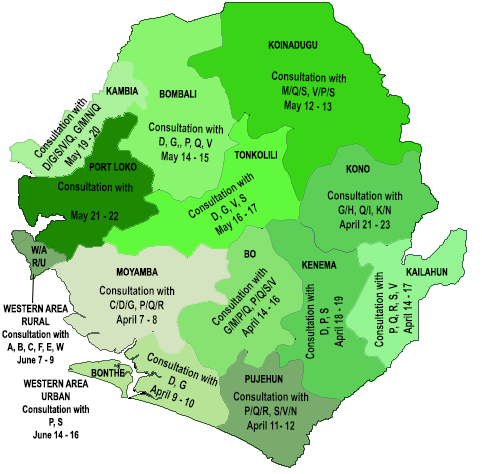 KOINADUGU
Consultation with
M/Q/S, V/P/S
May 12 - 13
KAMBIA
Consultation with
D/G/S/V/Q, G/M/N/Q
May 19 - 20
BOMBALI
Consultation with
D, G,, P, Q, V
May 14 - 15
PORT LOKO
Consultation with
May 21 - 22
TONKOLILI
Consultation with
D, G, V, S
May 16 - 17
KONO
Consultation with
G/H, Q/I, K/N
April 21 - 23
W/A
R/U
WESTERN AREA
RURAL
Consultation with
A, B, C, F, E, W
June 7 - 9
WESTERN AREA
URBAN
Consultation with
P, S
June 14 - 16
MOYAMBA
Consultation with
C/D/G, P/Q/R
April 7 - 8
BO
Consultation with
G/M/P/Q, P/Q/S/V
April 14 - 16
KENEMA
Consultation with
D, P, S
April 18 - 19
KAILAHUN
Consultation with
P, Q, R, S, V
April 14 - 17
BONTHE
Consultation with
D, G
April 9 - 10
PUJEHUN
Consultation with
P/Q/R, S/V/N
April 11- 12